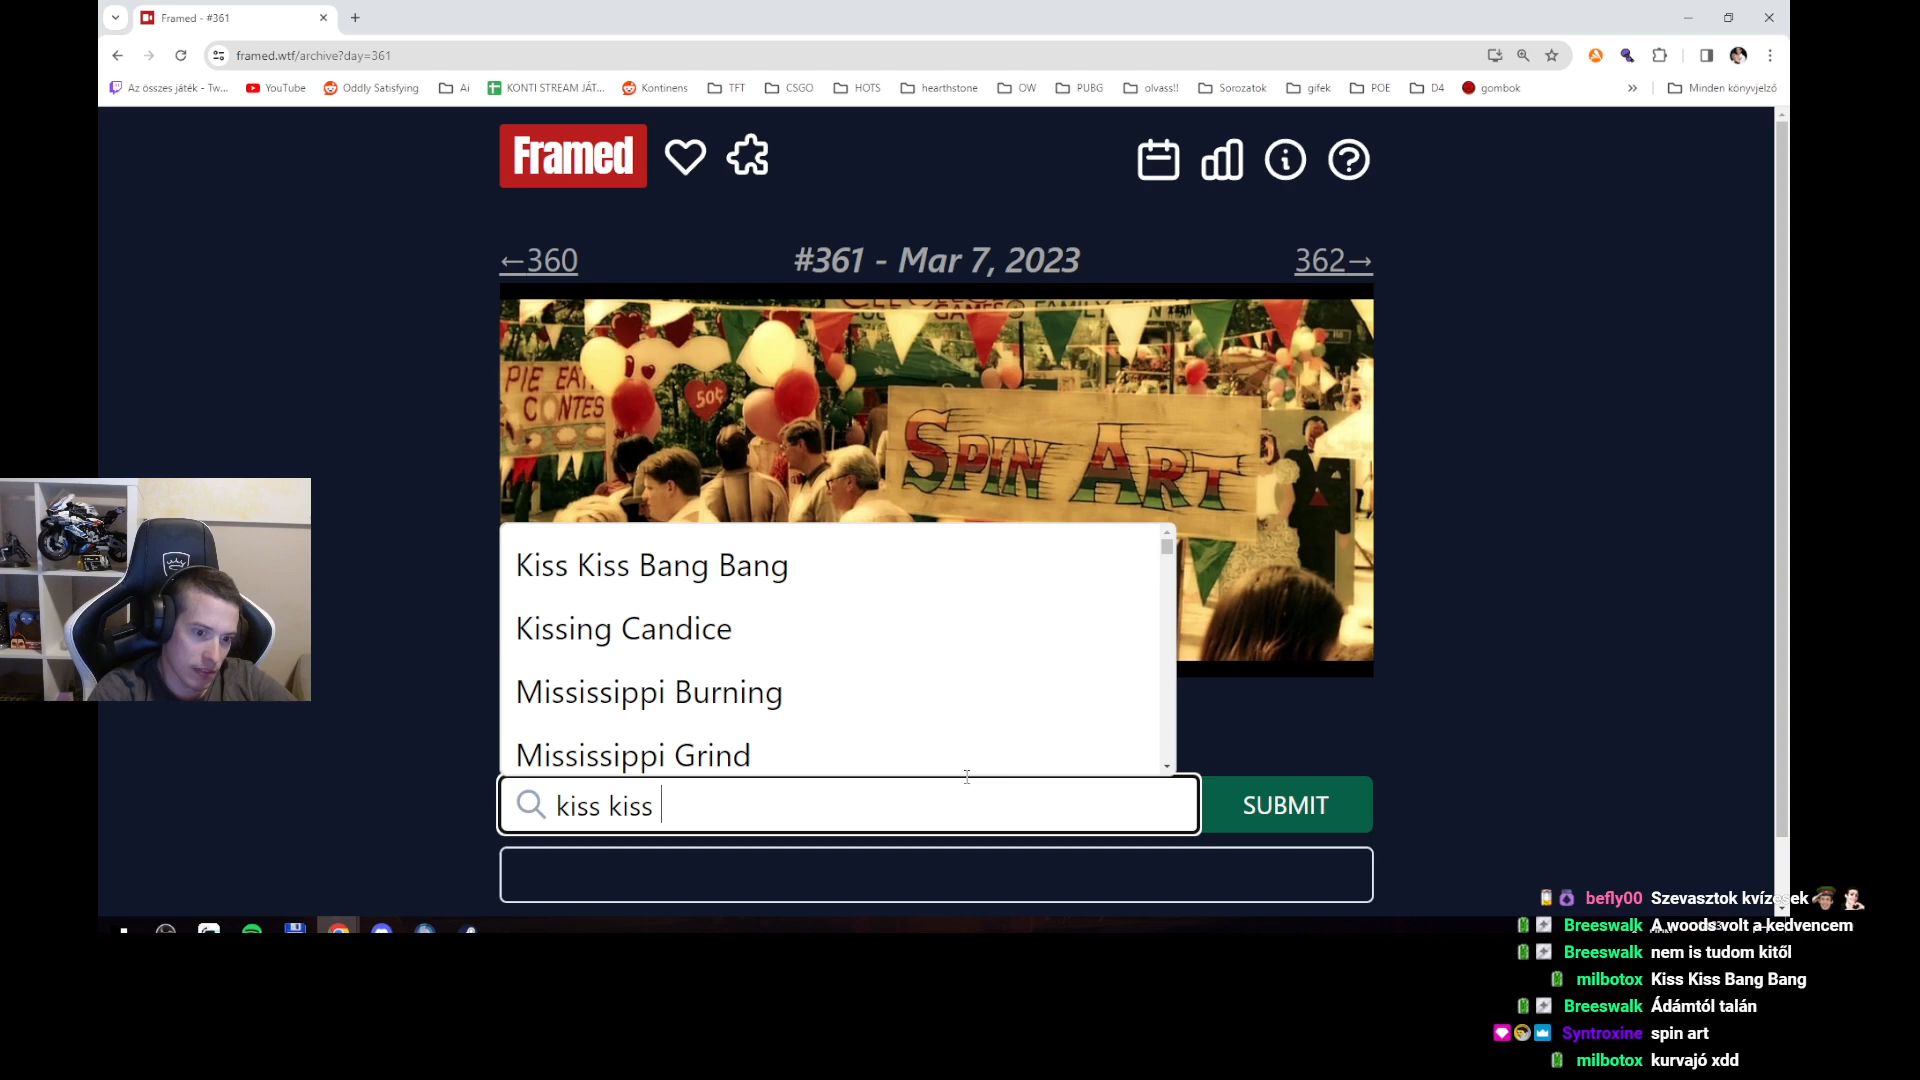 Framed - #361
framed.wtf/archive?day=361
Az összes játék - Tw...
YouTube
Oddly Satisfying
Ai
KONTI STREAM JÁT...
Kontinens
TFT
CSGO
HOTS
hearthstone
OW
PUBG
olvass!!
Sorozatok
gifek
POE
D4
gombok
»
Minden könyvjelző
Framed
←360
#361 - Mar 7, 2023
362→
GAMES
FAMILY
PIE EA
CONTES
50¢
SPIN ART
Kiss Kiss Bang Bang
Kissing Candice
Mississippi Burning
Mississippi Grind
kiss kiss
SUBMIT
befly00 Szevasztok kvízesek
Breeswalk A woods volt a kedvencem
Breeswalk nem is tudom kitől
milbotox Kiss Kiss Bang Bang
Breeswalk Ádámtól talán
Syntroxine spin art
milbotox kurvajó xdd